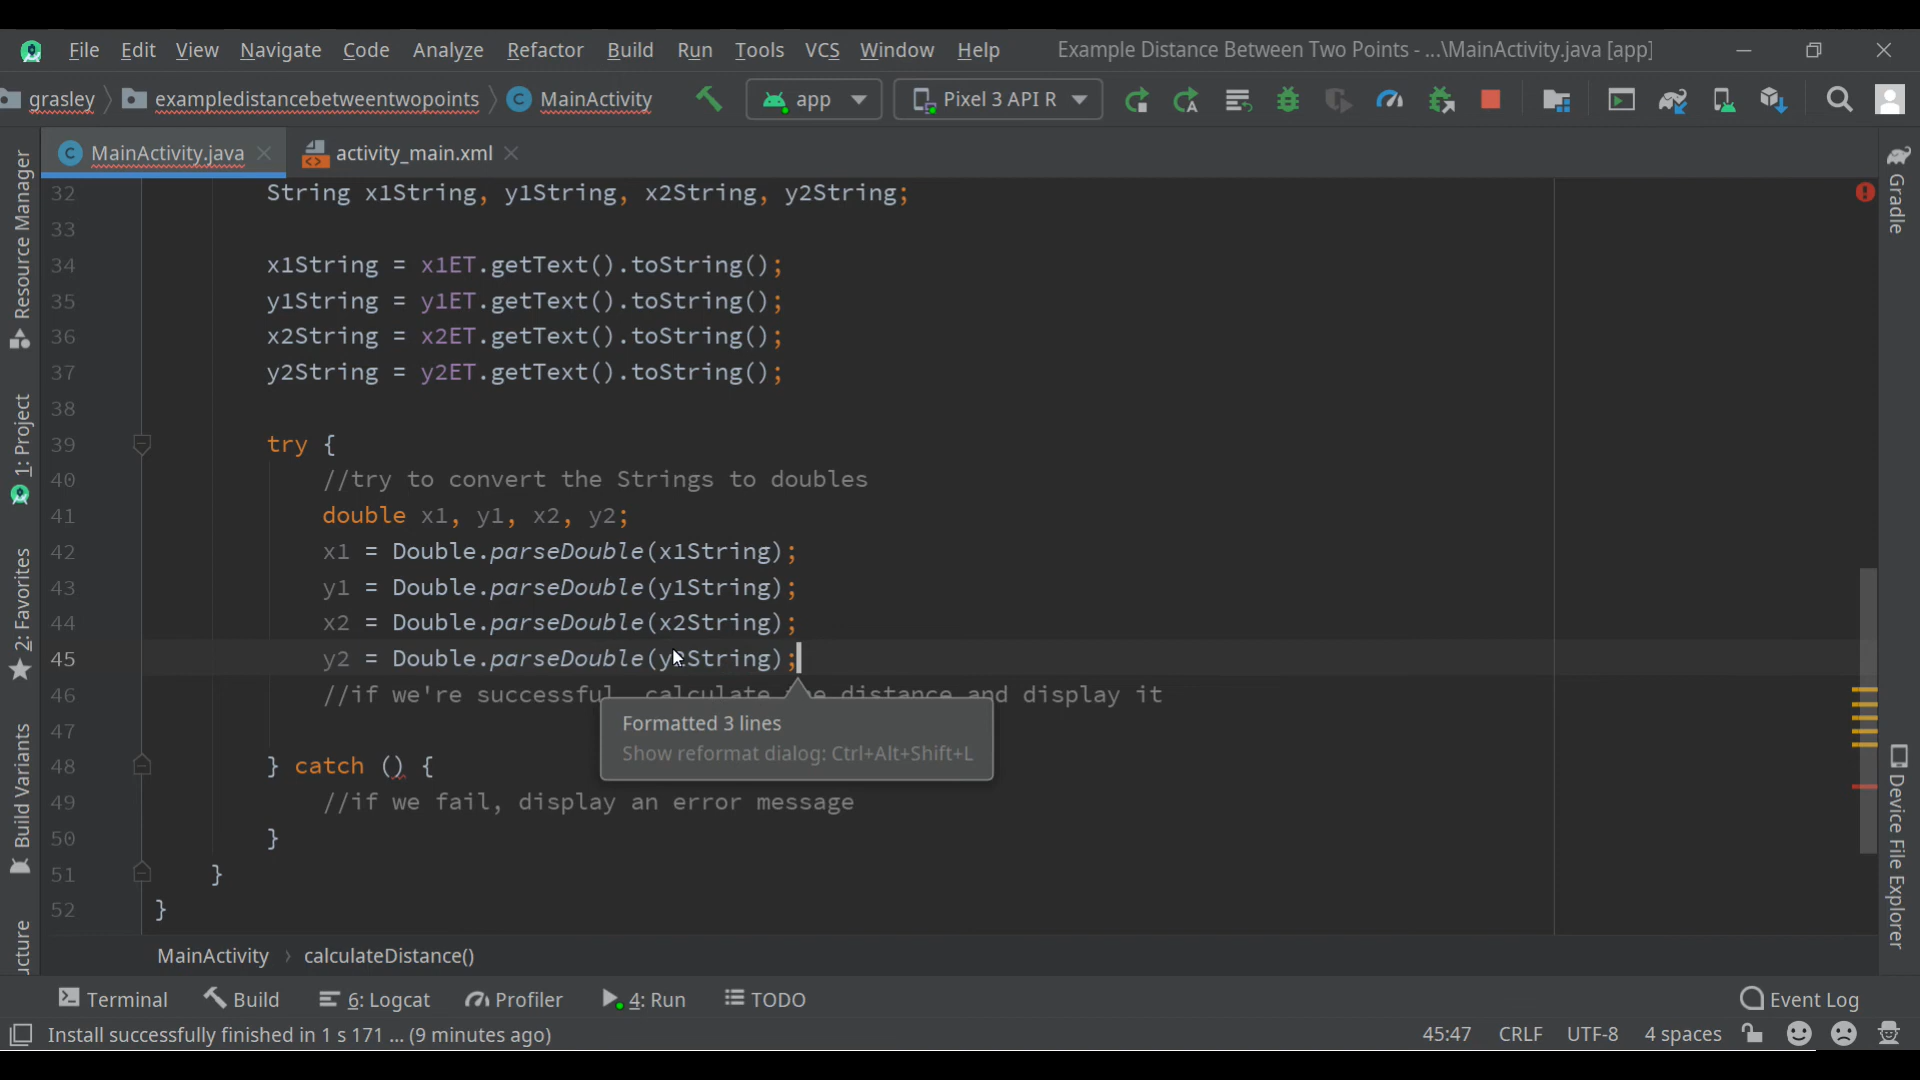 File Edit View Navigate Code Analyze Refactor Build Run Tools VCS Window Help Example Distance Between Two Points - ...\MainActivity.java [app]
grasley exampledistancebetweentwopoints MainActivity app Pixel 3 API R
MainActivity.java activity_main.xml
Resource Manager
1: Project
2: Favorites
Build Variants
ucture
32 String x1String, y1String, x2String, y2String;
33
34 x1String = x1ET.getText().toString();
35 y1String = y1ET.getText().toString();
36 x2String = x2ET.getText().toString();
37 y2String = y2ET.getText().toString();
38
39 try {
40 //try to convert the Strings to doubles
41 double x1, y1, x2, y2;
42 x1 = Double.parseDouble(x1String);
43 y1 = Double.parseDouble(y1String);
44 x2 = Double.parseDouble(x2String);
45 y2 = Double.parseDouble(y2String);
46 //if we're successful, calculate the distance and display it
Formatted 3 lines
Show reformat dialog: Ctrl+Alt+Shift+L
47
48 } catch () {
49 //if we fail, display an error message
50 }
51 }
52 }
Gradle
Device File Explorer
MainActivity › calculateDistance()
Terminal Build 6: Logcat Profiler 4: Run TODO Event Log
Install successfully finished in 1 s 171 ... (9 minutes ago) 45:47 CRLF UTF-8 4 spaces